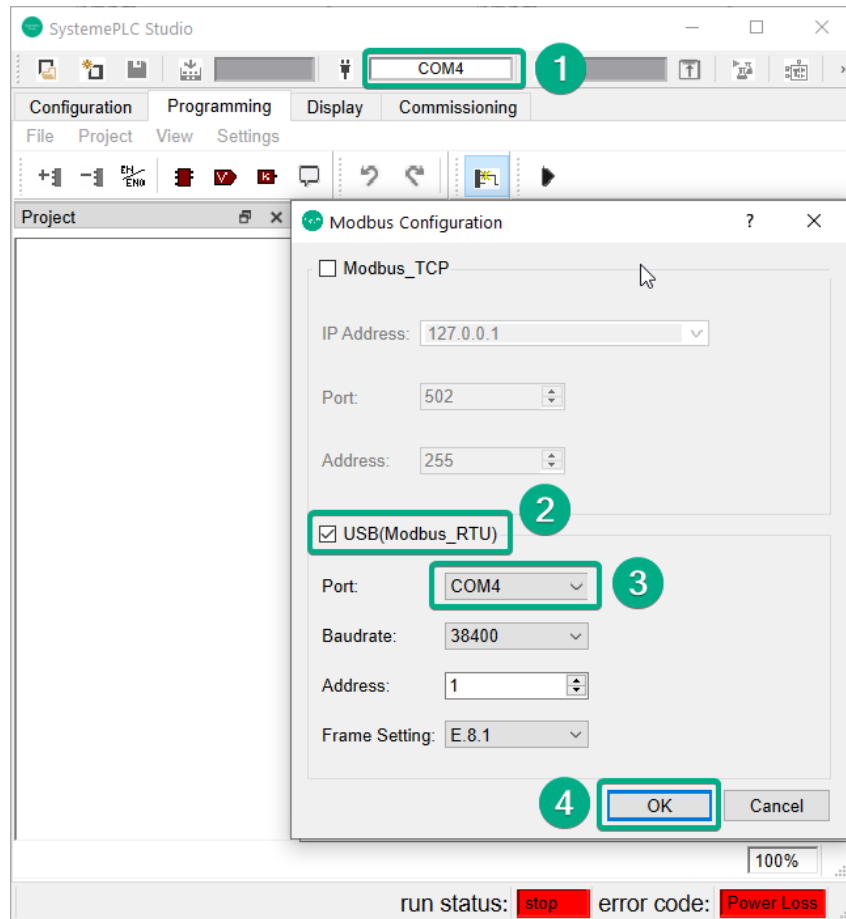 SystemePLC Studio
COM4
1
Configuration Programming Display Commissioning
File Project View Settings
EN/ENO V K
Project
Modbus Configuration ?
Modbus_TCP
IP Address: 127.0.0.1
Port: 502
Address: 255
2
USB(Modbus_RTU)
Port: COM4
3
Baudrate: 38400
Address: 1
Frame Setting: E.8.1
4
OK Cancel
100%
run status: stop error code: Power Loss